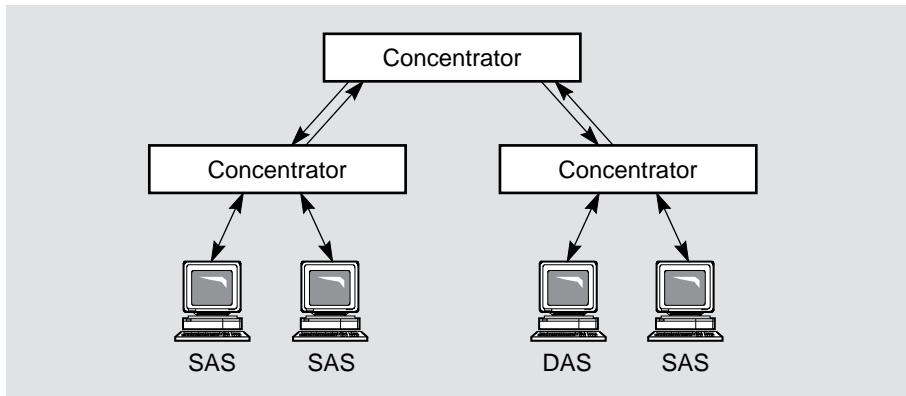 Concentrator
Concentrator
Concentrator
SAS
SAS
DAS
SAS